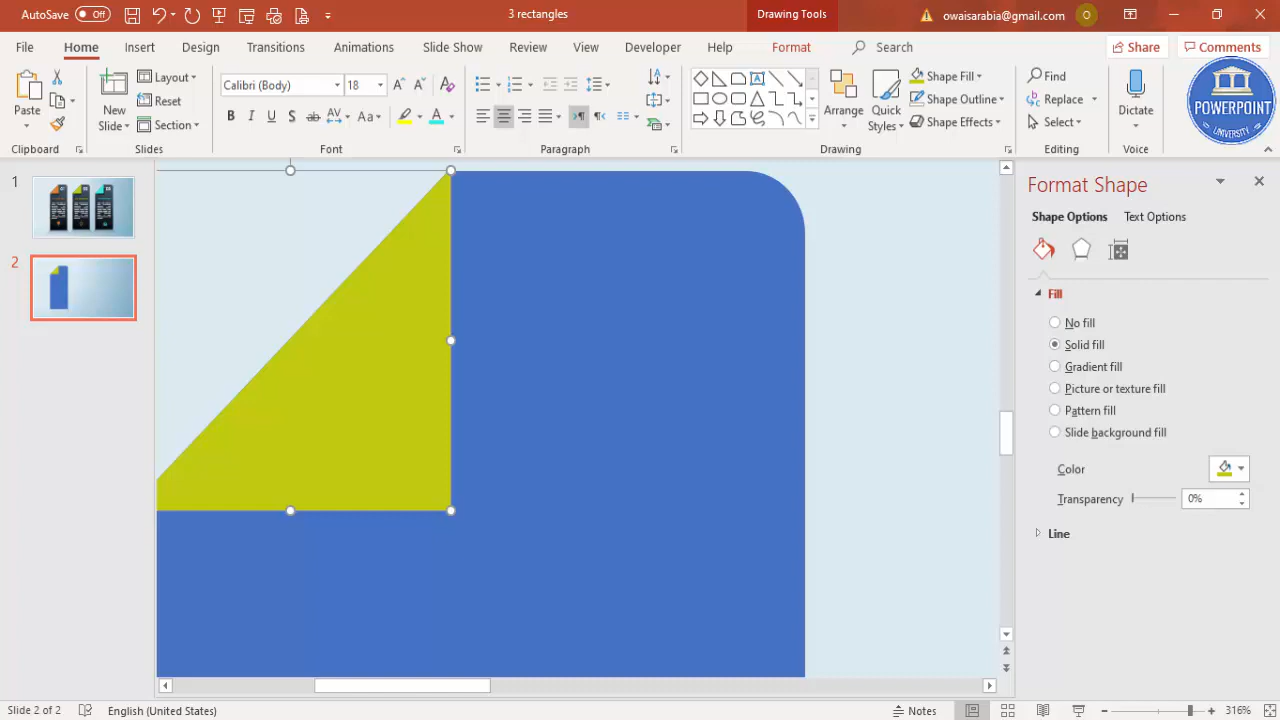 AutoSave Off
3 rectangles
Drawing Tools
owaisarabia@gmail.com
O
File Home Insert Design Transitions Animations Slide Show Review View Developer Help Format Search
Share
Comments
Paste
Clipboard
New
Slides
Layout
Reset
Section
Slides
Calibri (Body) 18
B I U S ab AV Aa A
Font
Paragraph
Arrange
Quick
Styles
Shape Fill
Shape Outline
Shape Effects
Drawing
Find
Replace
Select
Editing
Dictate
Voice
POWERPOINT
UNIVERSITY
1
2
Format Shape
Shape Options Text Options
Fill
No fill
Solid fill
Gradient fill
Picture or texture fill
Pattern fill
Slide background fill
Color
Transparency 0%
Line
Slide 2 of 2 English (United States) Notes 316%